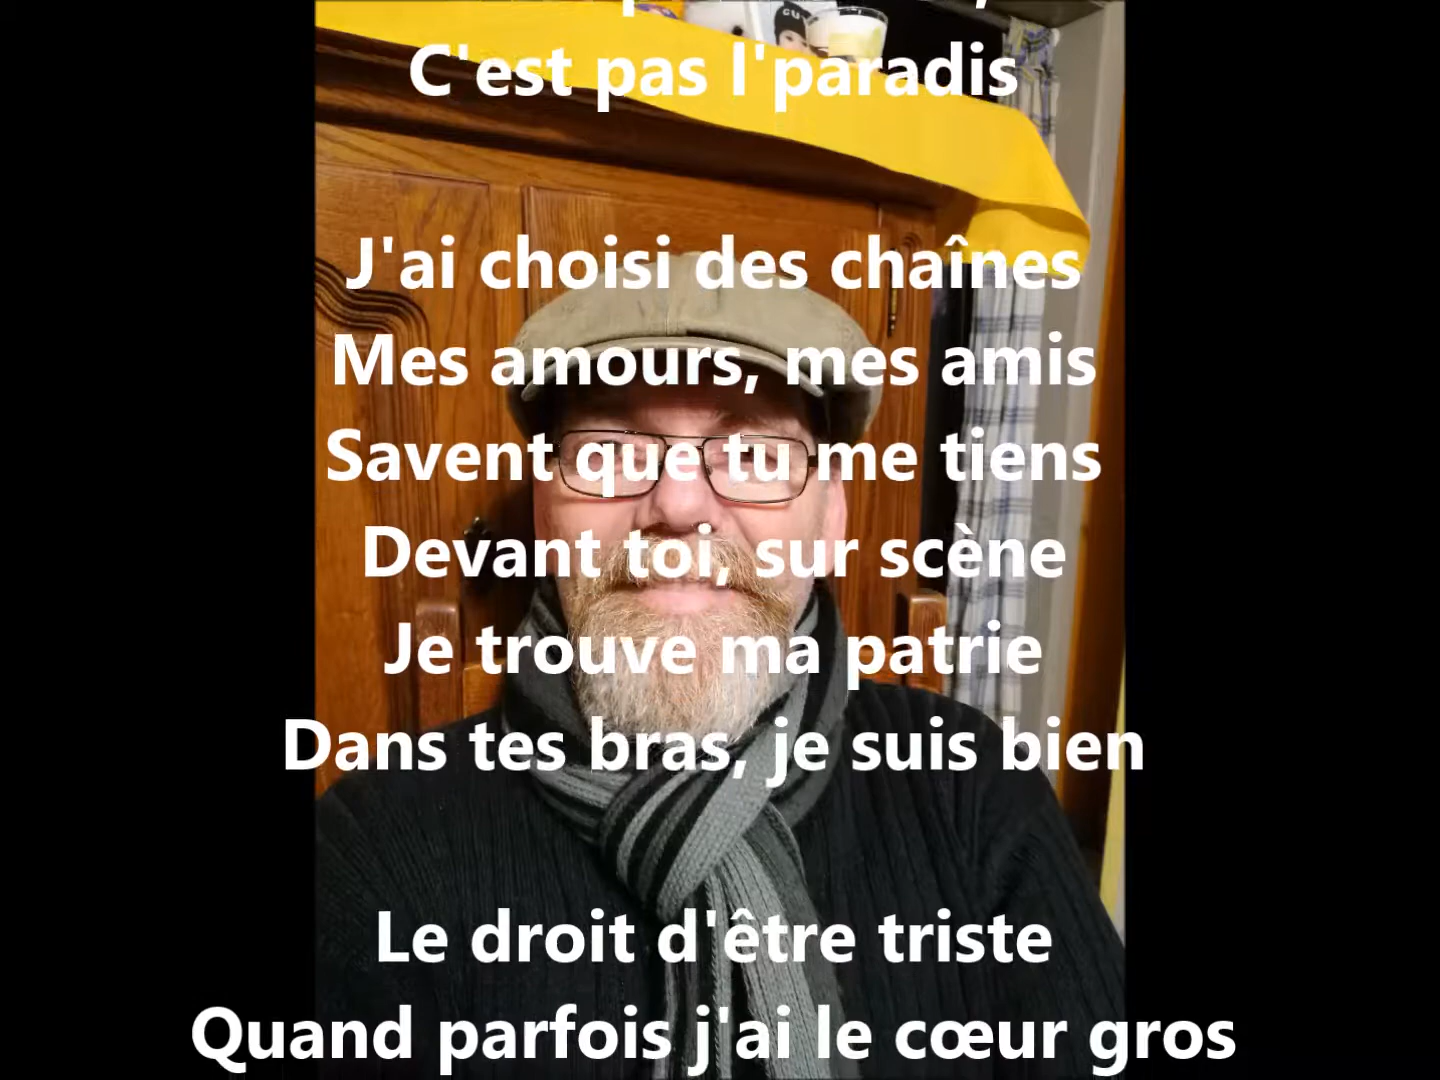 C'est pas l'paradis
J'ai choisi des chaînes
Mes amours, mes amis
Savent que tu me tiens
Devant toi, sur scène
Je trouve ma patrie
Dans tes bras, je suis bien
Le droit d'être triste
Quand parfois j'ai le cœur gros